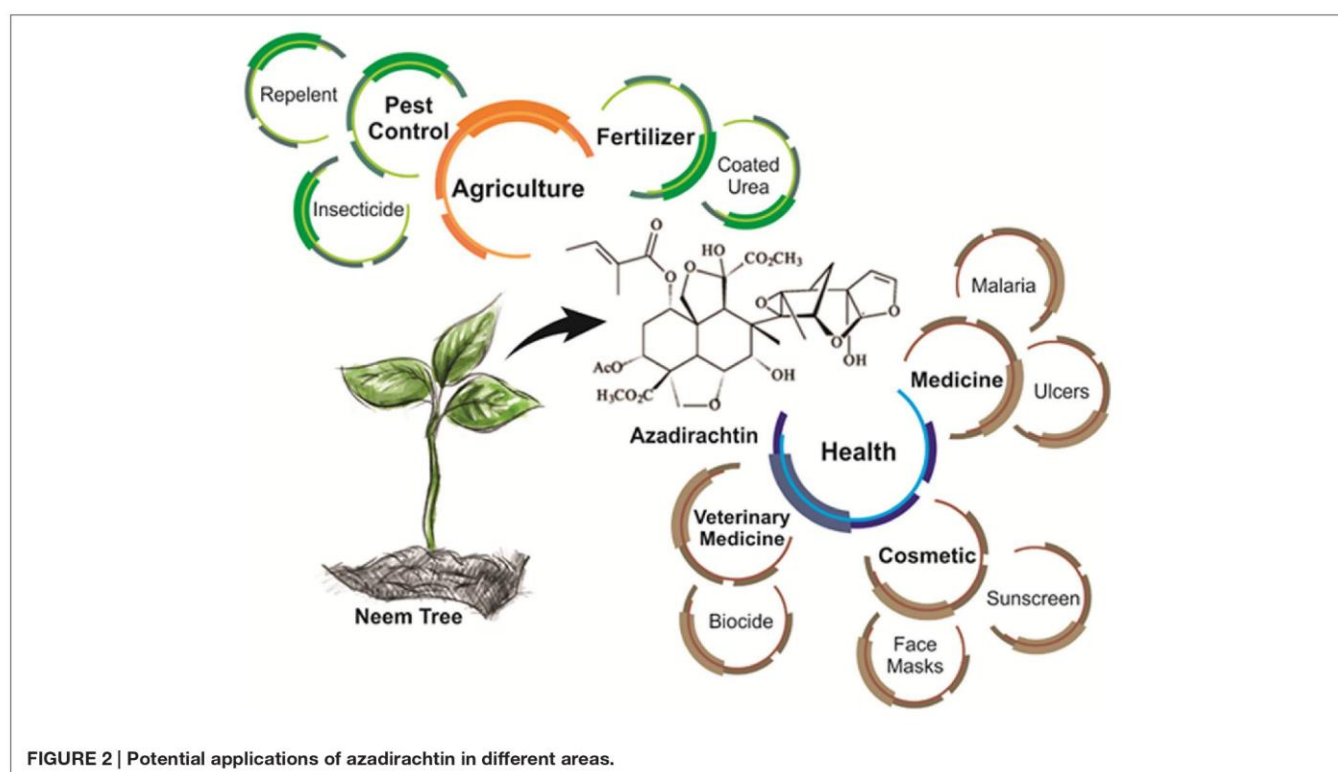 Repelent
Pest
Control
Insecticide
Agriculture
Fertilizer
Coated
Urea
O
O
HO
O
CO₂CH₃
O
O
O
OH
AcO
OH
H₃CO₂C
O
Azadirachtin
Neem Tree
Malaria
Medicine
Ulcers
Health
Veterinary
Medicine
Biocide
Cosmetic
Sunscreen
Face
Masks
FIGURE 2 | Potential applications of azadirachtin in different areas.